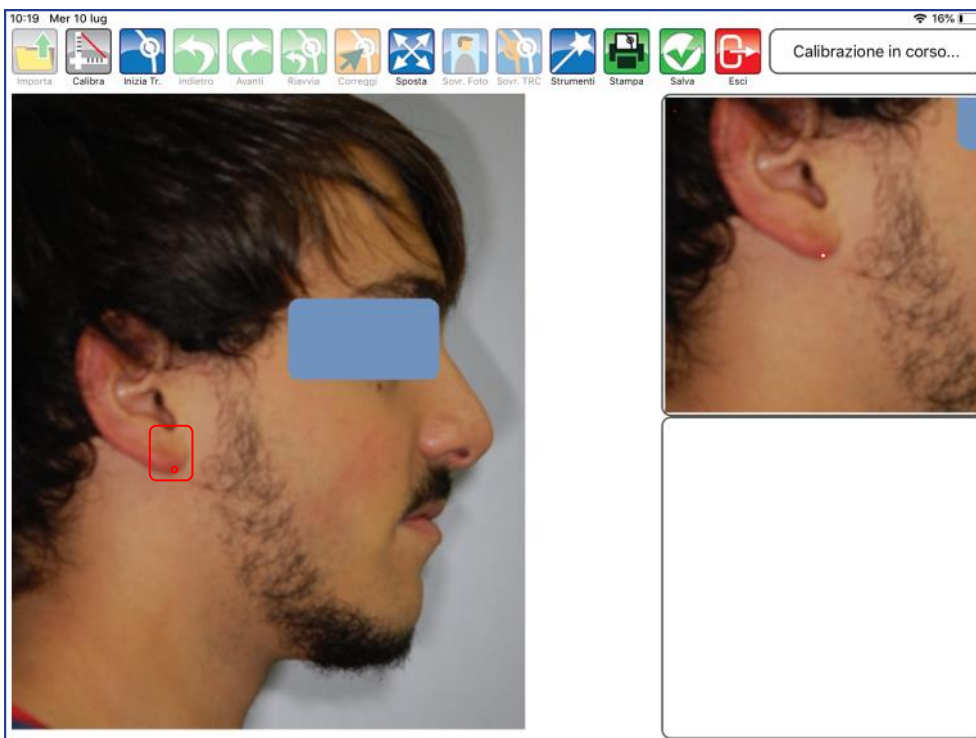 10:19 Mer 10 lug
16%
Importa Calibra Inizia Tr. Indietro Avanti Riavvia Correggi Sposta Sovr. Foto Sovr. TRC Strumenti Stampa Salva Esci
Calibrazione in corso...